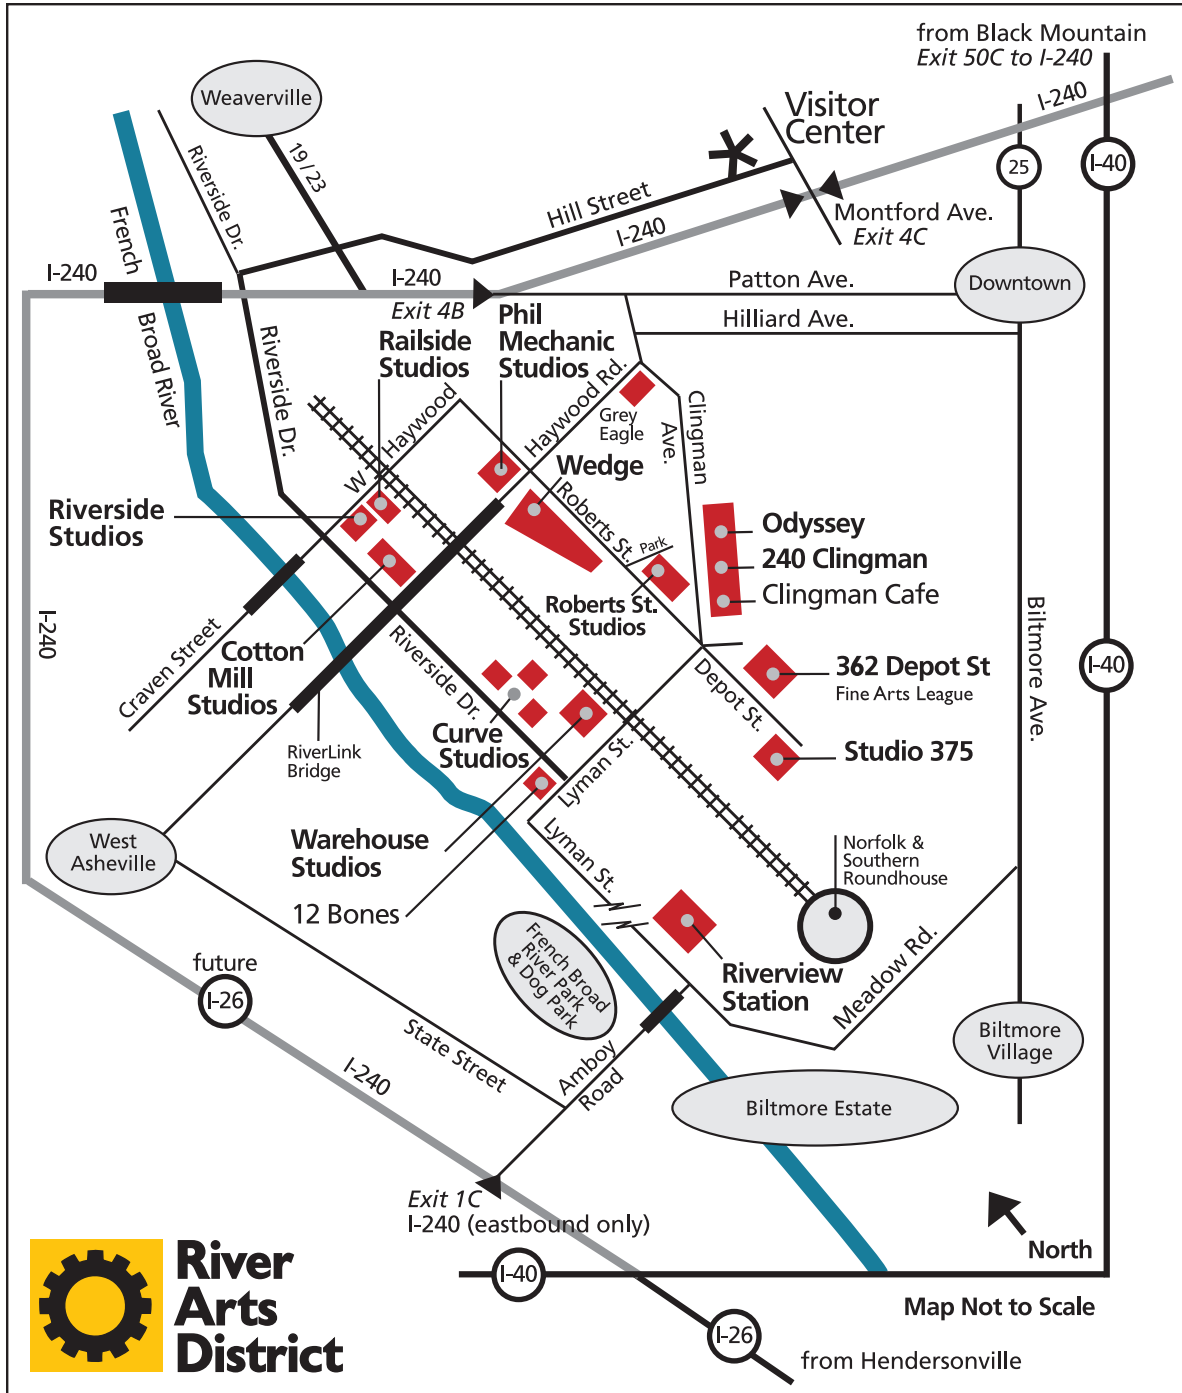 from Black Mountain
Exit 50C to I-240
I-240
Visitor
Center
Weaverville
19 / 23
Riverside Dr.
French
Hill Street
I-240
I-40
25
Montford Ave.
Exit 4C
I-240
I-240
Exit 4B
Patton Ave.
Downtown
Hilliard Ave.
Broad River
Riverside Dr.
Railside
Studios
Phil
Mechanic
Studios
W Haywood
Haywood Rd.
Grey
Eagle
Clingman
Ave.
Wedge
Riverside
Studios
Roberts St.
Park
Odyssey
240 Clingman
Clingman Cafe
Roberts St.
Studios
I-240
Craven Street
Cotton
Mill
Studios
Riverside Dr.
RiverLink
Bridge
Curve
Studios
Depot St.
362 Depot St
Fine Arts League
Biltmore Ave.
I-40
Studio 375
Lyman St.
West
Asheville
Warehouse
Studios
12 Bones
Lyman St.
Norfolk &
Southern
Roundhouse
French Broad
River Park
& Dog Park
Riverview
Station
Meadow Rd.
future
I-26
State Street
Amboy
Road
Biltmore
Village
I-240
Biltmore Estate
Exit 1C
I-240 (eastbound only)
North
I-40
Map Not to Scale
River
Arts
District
I-26
from Hendersonville